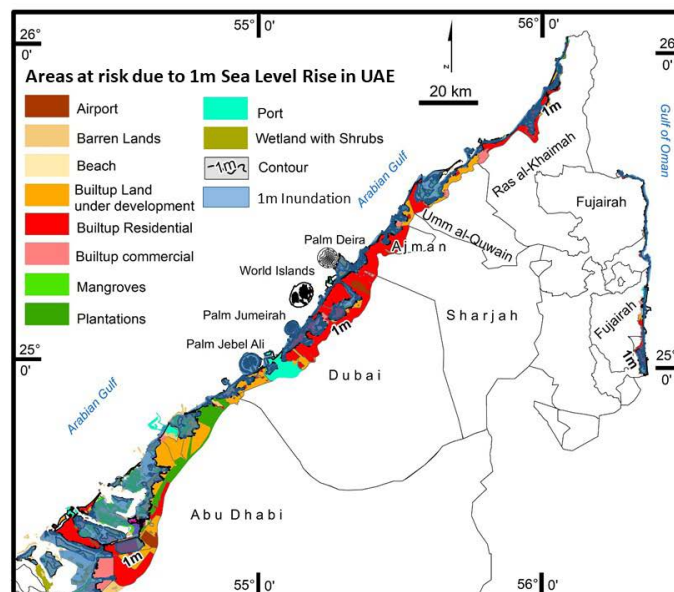 55°
0'
56°
0'
26°
0'
26°
0'
Areas at risk due to 1m Sea Level Rise in UAE
Airport
Barren Lands
Beach
Builtup Land
under development
Builtup Residential
Builtup commercial
Mangroves
Plantations
Port
Wetland with Shrubs
1m
Contour
1m Inundation
z
20 km
1m
Gulf of Oman
Arabian Gulf
Ras al-Khaimah
Fujairah
Umm al-Quwain
Ajman
Palm Deira
World Islands
Sharjah
Palm Jumeirah
1m
Fujairah
Palm Jebel Ali
1m
25°
0'
25°
0'
Dubai
Arabian Gulf
Abu Dhabi
1m
55°
0'
56°
0'